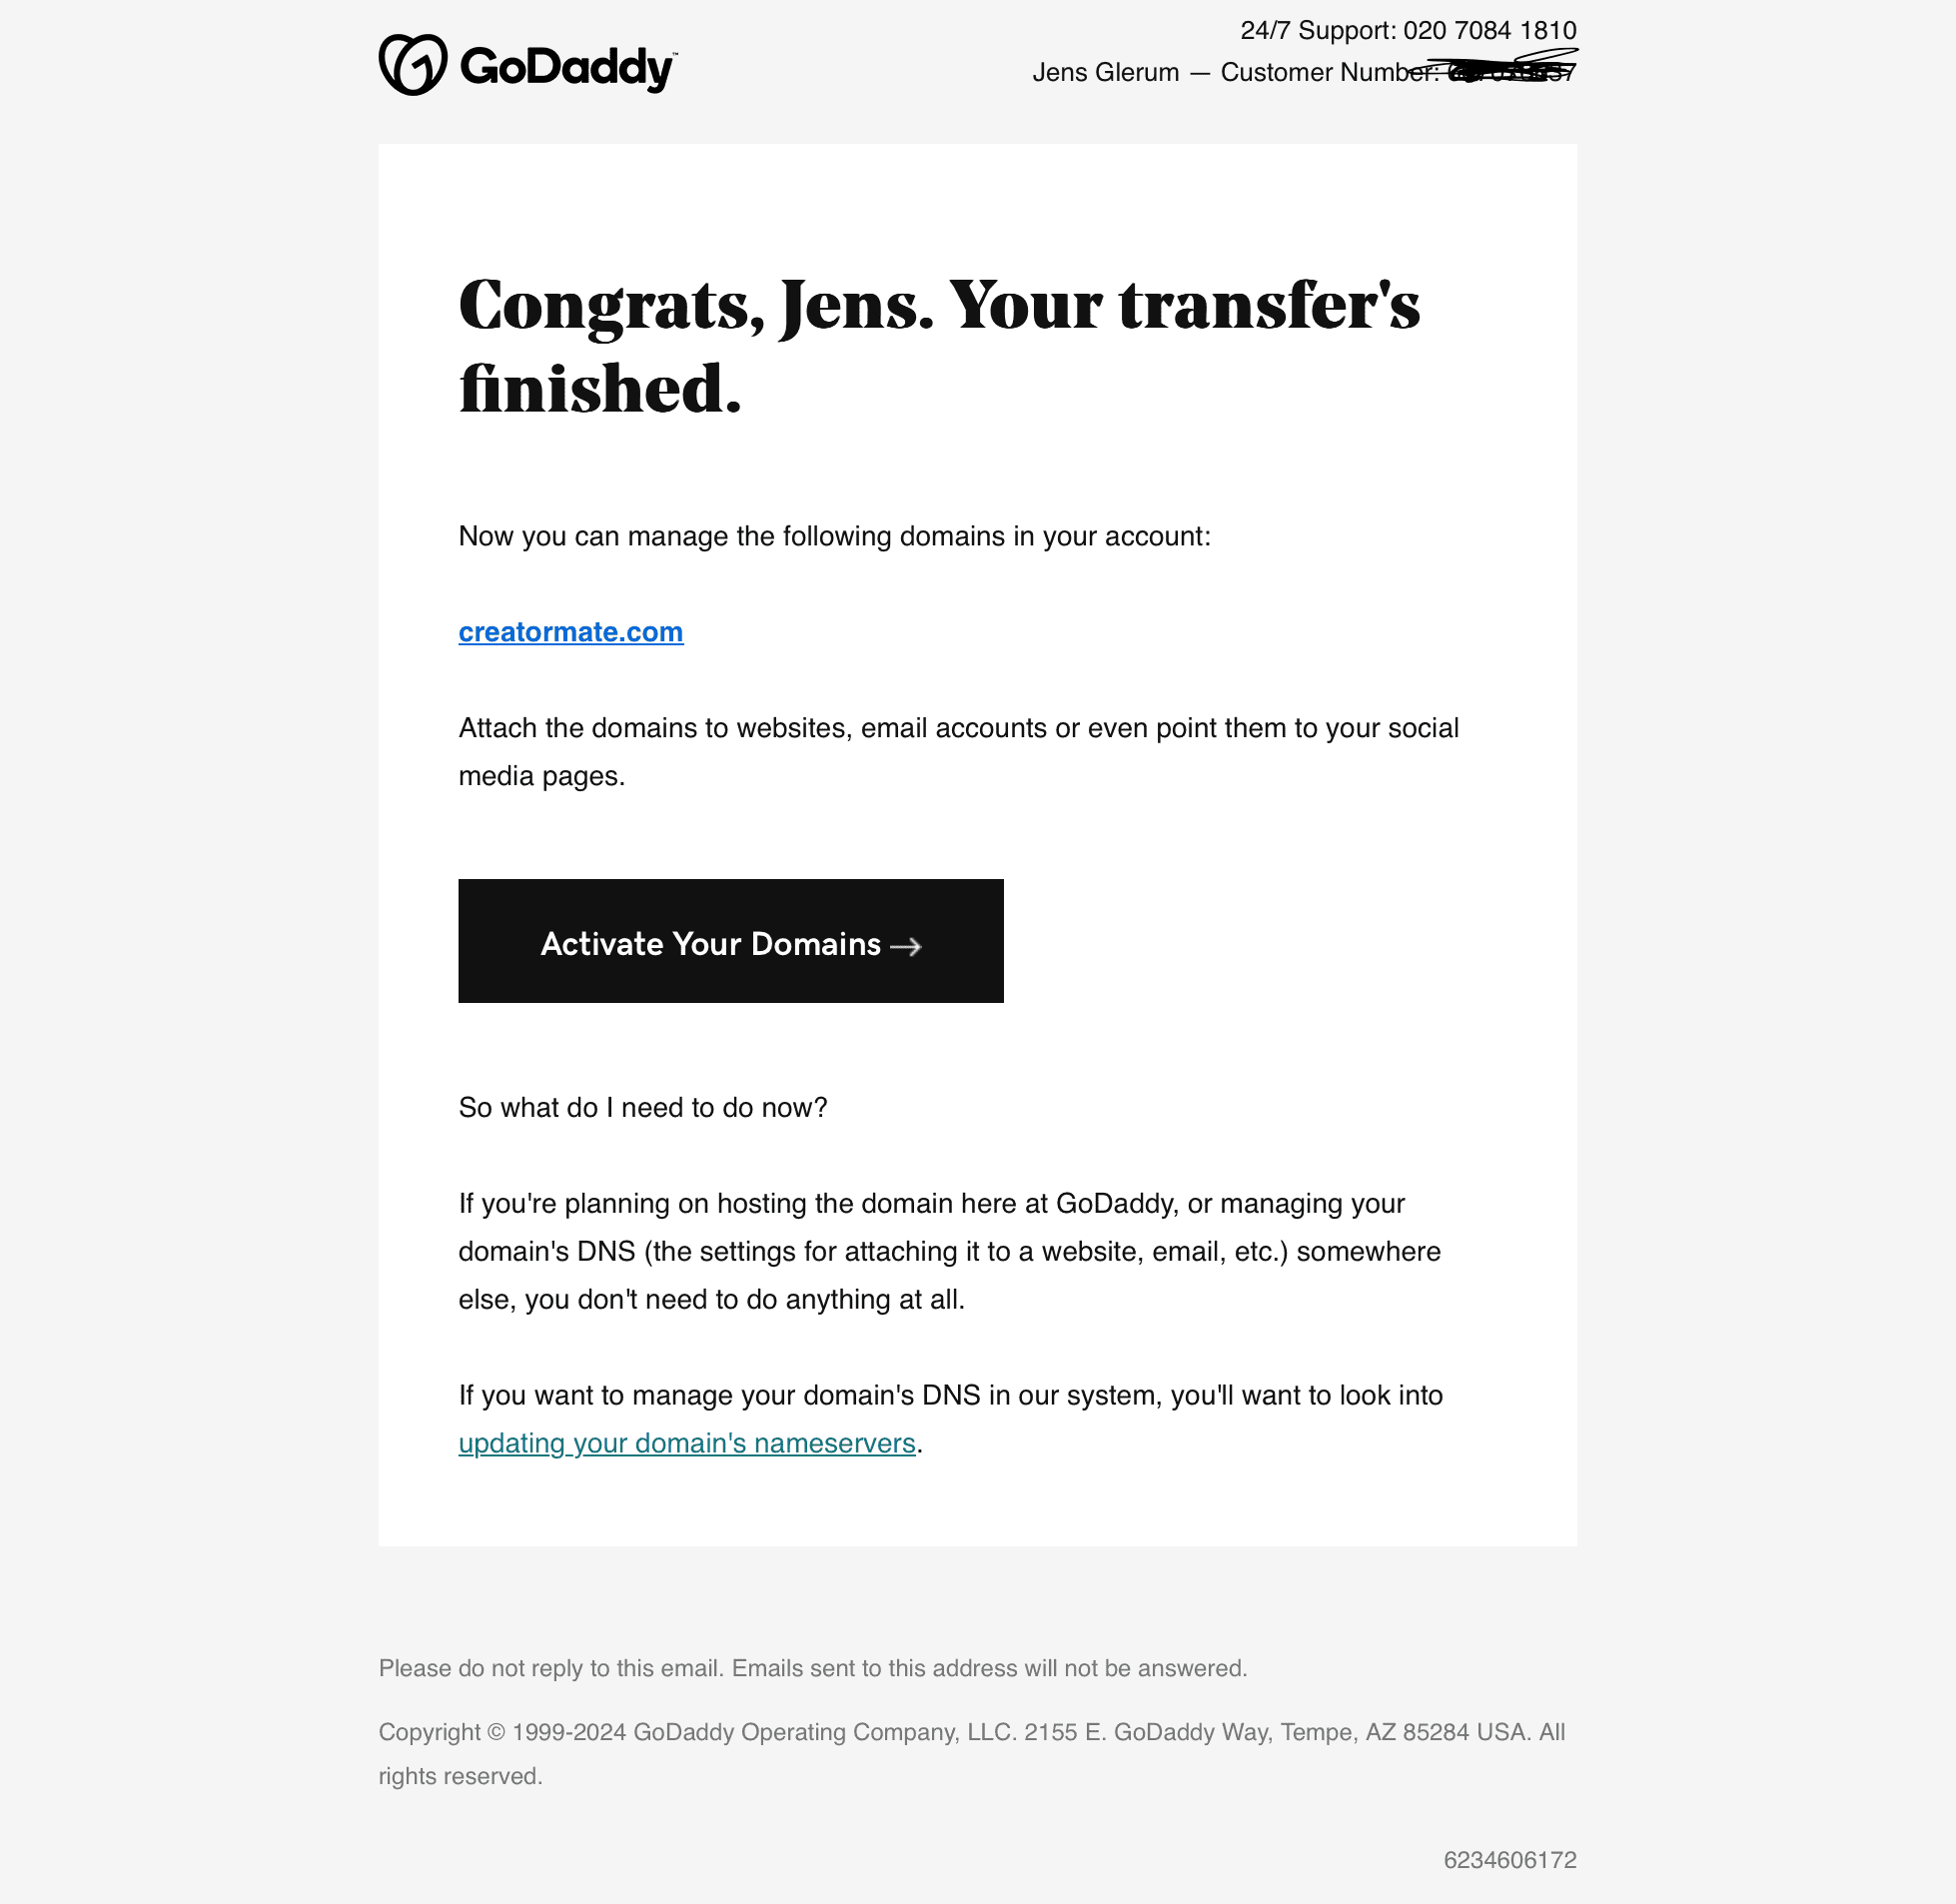 GoDaddy™
24/7 Support: 020 7084 1810
Jens Glerum — Customer Number:
Congrats, Jens. Your transfer's
finished.
Now you can manage the following domains in your account:
creatormate.com
Attach the domains to websites, email accounts or even point them to your social
media pages.
Activate Your Domains →
So what do I need to do now?
If you're planning on hosting the domain here at GoDaddy, or managing your
domain's DNS (the settings for attaching it to a website, email, etc.) somewhere
else, you don't need to do anything at all.
If you want to manage your domain's DNS in our system, you'll want to look into
updating your domain's nameservers.
Please do not reply to this email. Emails sent to this address will not be answered.
Copyright © 1999-2024 GoDaddy Operating Company, LLC. 2155 E. GoDaddy Way, Tempe, AZ 85284 USA. All
rights reserved.
6234606172